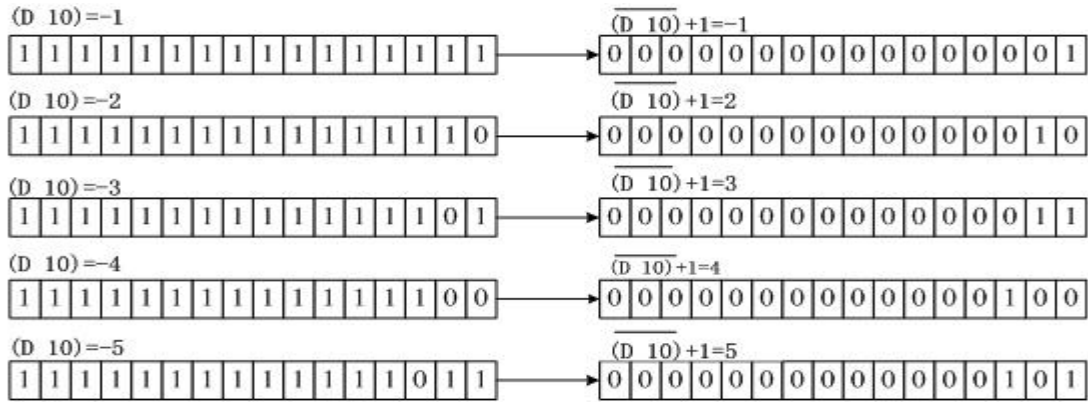 (D 10)=-1
(D 10)+1=-1
1 1 1 1 1 1 1 1 1 1 1 1 1 1 1 1
0 0 0 0 0 0 0 0 0 0 0 0 0 0 0 1
(D 10)=-2
(D 10)+1=2
1 1 1 1 1 1 1 1 1 1 1 1 1 1 1 0
0 0 0 0 0 0 0 0 0 0 0 0 0 0 1 0
(D 10)=-3
(D 10)+1=3
1 1 1 1 1 1 1 1 1 1 1 1 1 1 0 1
0 0 0 0 0 0 0 0 0 0 0 0 0 0 1 1
(D 10)=-4
(D 10)+1=4
1 1 1 1 1 1 1 1 1 1 1 1 1 1 0 0
0 0 0 0 0 0 0 0 0 0 0 0 0 1 0 0
(D 10)=-5
(D 10)+1=5
1 1 1 1 1 1 1 1 1 1 1 1 1 0 1 1
0 0 0 0 0 0 0 0 0 0 0 0 0 1 0 1